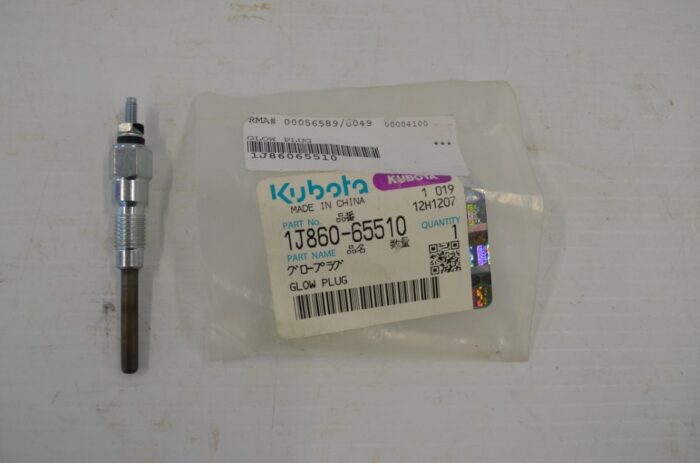 RMA# 00056589/0049 00004100
GLOW PLUG
***
1J86065510
Kubota KUBOTA
MADE IN CHINA 1 019
12H1207
PART No. 品番
1J860-65510 QUANTITY
PART NAME 品名 数量 1
グロープラグ
GLOW PLUG